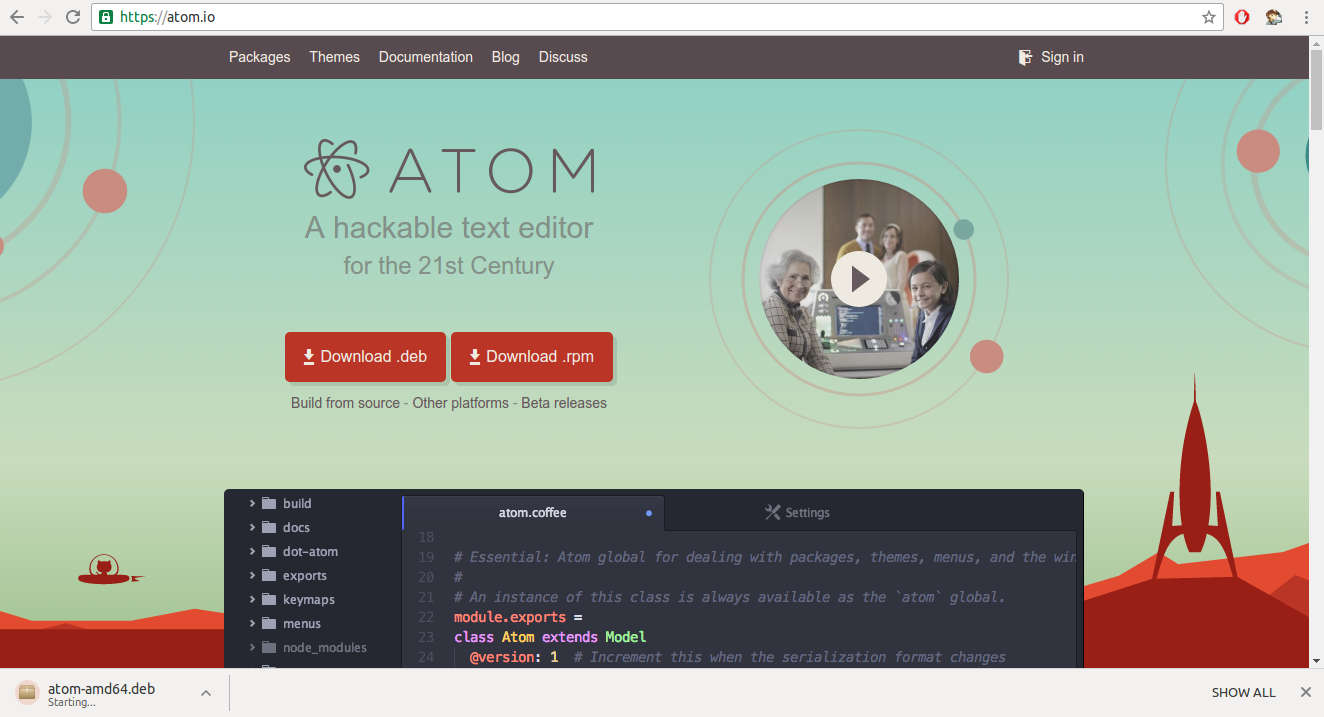 https://atom.io
Packages Themes Documentation Blog Discuss Sign in
ATOM
A hackable text editor
for the 21st Century
Download .deb Download .rpm
Build from source - Other platforms - Beta releases
build
docs
dot-atom
exports
keymaps
menus
node_modules
atom.coffee Settings
18
19 # Essential: Atom global for dealing with packages, themes, menus, and the win
20 #
21 # An instance of this class is always available as the `atom` global.
22 module.exports =
23 class Atom extends Model
24 @version: 1 # Increment this when the serialization format changes
atom-amd64.deb
Starting...
SHOW ALL